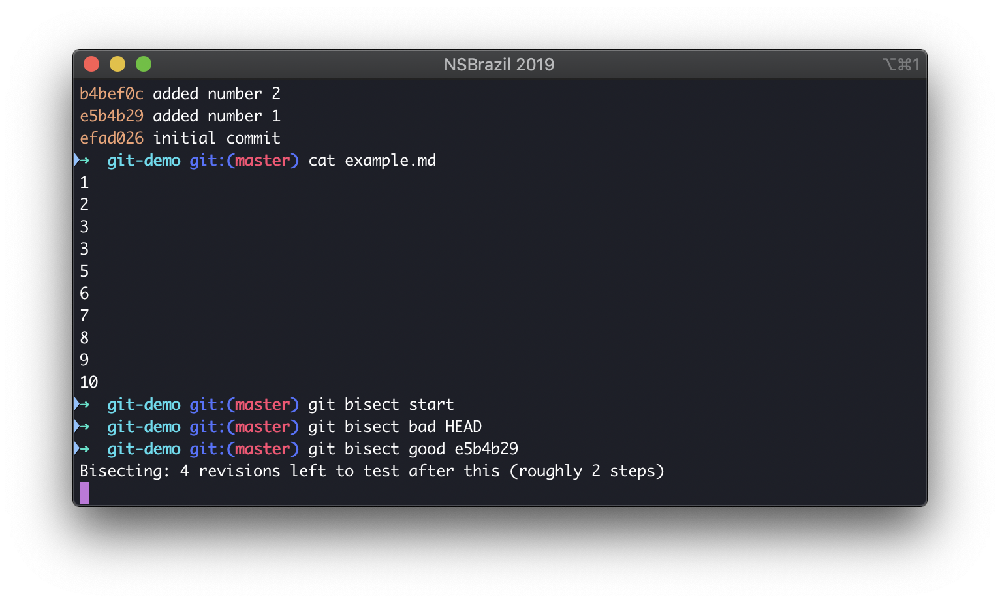 NSBrazil 2019
⌥⌘1
b4bef0c added number 2
e5b4b29 added number 1
efad026 initial commit
➜ git-demo git:(master) cat example.md
1
2
3
3
5
6
7
8
9
10
➜ git-demo git:(master) git bisect start
➜ git-demo git:(master) git bisect bad HEAD
➜ git-demo git:(master) git bisect good e5b4b29
Bisecting: 4 revisions left to test after this (roughly 2 steps)